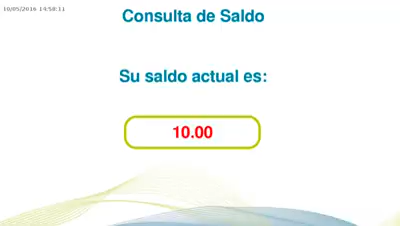 10/05/2016 14:58:11
Consulta de Saldo
Su saldo actual es:
10.00